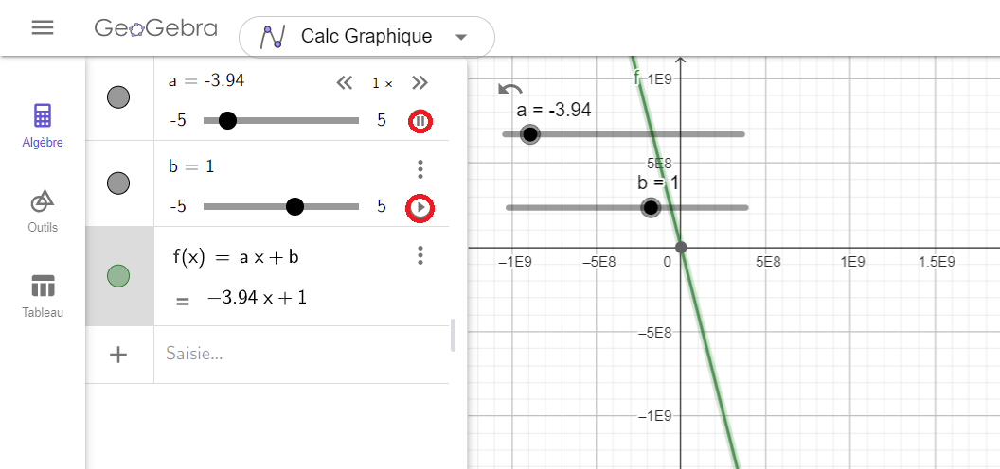 GeoGebra
Calc Graphique
Algèbre
Outils
Tableau
a = -3.94
1 ×
-5
5
b = 1
-5
5
f(x) = a x + b
= −3.94 x + 1
+
Saisie...
f
a = -3.94
b = 1
1E9
5E8
−5E8
−1E9
−1E9
−5E8
0
5E8
1E9
1.5E9